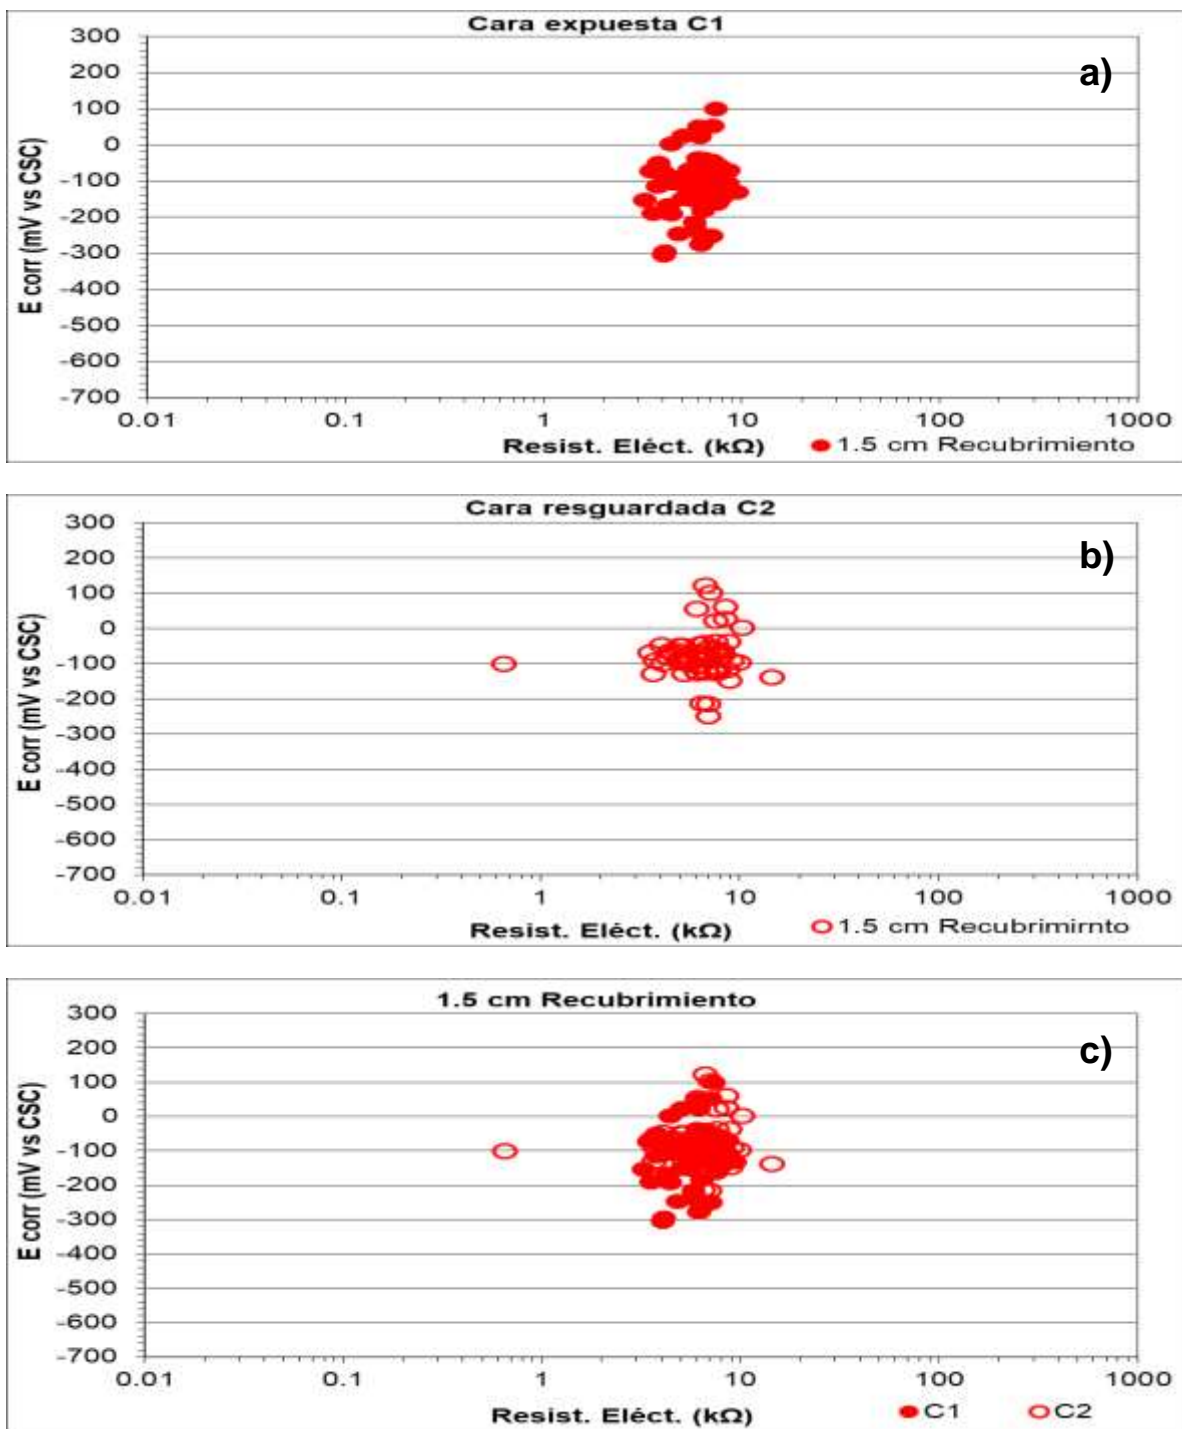 Cara expuesta C1
a)
300
200
100
0
-100
-200
-300
-400
-500
-600
-700
E corr (mV vs CSC)
0.01 0.1 1 10 100 1000
Resist. Eléct. (kΩ)
1.5 cm Recubrimiento
Cara resguardada C2
b)
300
200
100
0
-100
-200
-300
-400
-500
-600
-700
E corr (mV vs CSC)
0.01 0.1 1 10 100 1000
Resist. Eléct. (kΩ)
1.5 cm Recubrimirnto
1.5 cm Recubrimiento
c)
300
200
100
0
-100
-200
-300
-400
-500
-600
-700
E corr (mV vs CSC)
0.01 0.1 1 10 100 1000
Resist. Eléct. (kΩ)
C1 C2